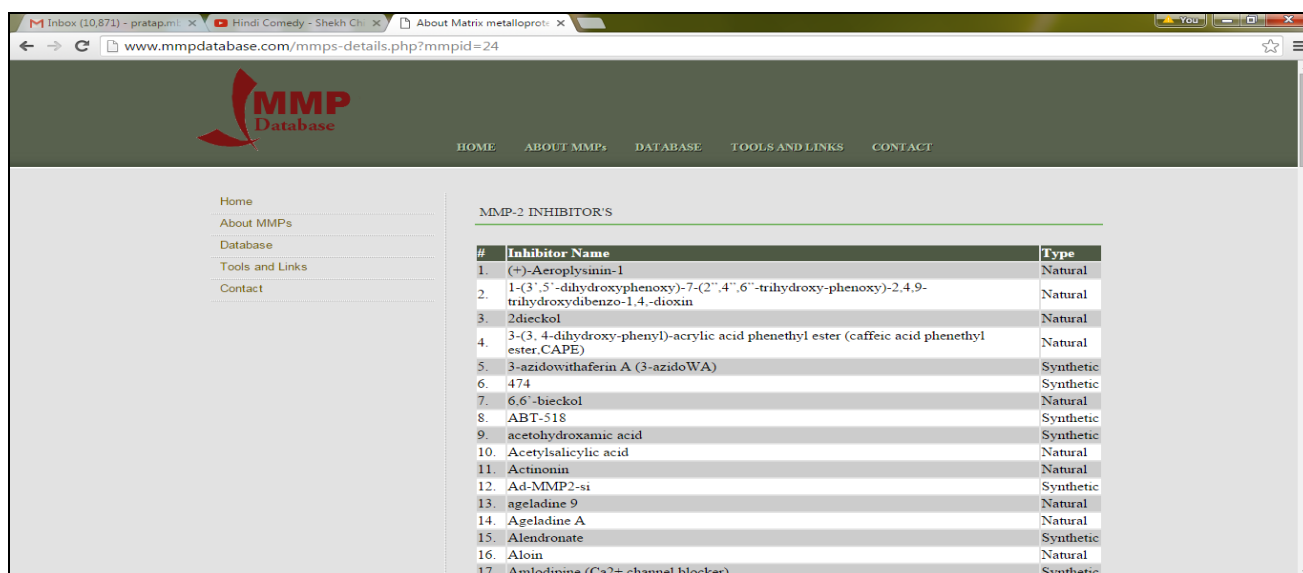 Inbox (10,871) - pratap.m
Hindi Comedy - Shekh Ch
About Matrix metalloprote
You
www.mmpdatabase.com/mmps-details.php?mmpid=24
MMP
Database
HOME ABOUT MMPs DATABASE TOOLS AND LINKS CONTACT
Home
About MMPs
Database
Tools and Links
Contact
MMP-2 INHIBITOR'S
# Inhibitor Name Type
1. (+)-Aeroplysinin-1 Natural
2. 1-(3',5'-dihydroxyphenoxy)-7-(2'',4'',6''-trihydroxy-phenoxy)-2,4,9-
trihydroxydibenzo-1,4,-dioxin Natural
3. 2dieckol Natural
4. 3-(3, 4-dihydroxy-phenyl)-acrylic acid phenethyl ester (caffeic acid phenethyl
ester,CAPE) Natural
5. 3-azidowithaferin A (3-azidoWA) Synthetic
6. 474 Synthetic
7. 6,6'-bieckol Natural
8. ABT-518 Synthetic
9. acetohydroxamic acid Synthetic
10. Acetylsalicylic acid Natural
11. Actinonin Natural
12. Ad-MMP2-si Synthetic
13. ageladine 9 Natural
14. Ageladine A Natural
15. Alendronate Synthetic
16. Aloin Natural
17. Amlodipine (Ca2+ channel blocker) Synthetic